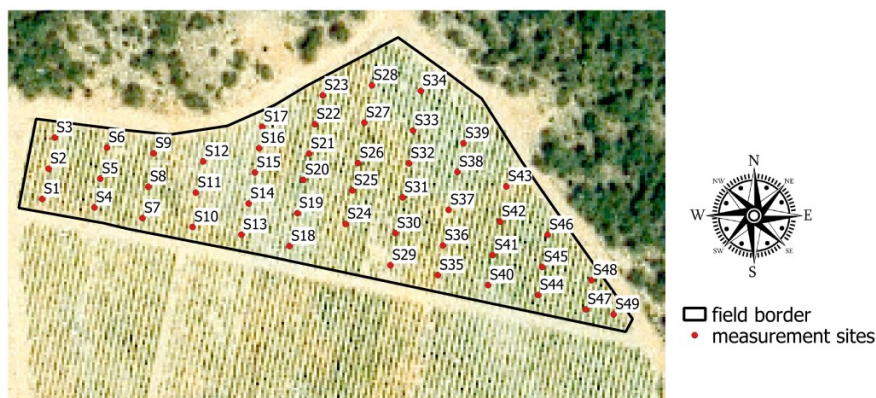 S28
S23
S34
S17
S22
S27
S33
S3
S6
S9
S16
S21
S39
S12
S15
S26
S32
S38
S2
S5
S20
S43
S8
S11
S25
S31
S1
S14
S37
S4
S19
S42
S7
S24
S10
S30
S46
S13
S36
S18
S41
S29
S45
S35
S48
S40
S44
S47
S49
N
NW
NE
W
E
SW
SE
S
field border
measurement sites